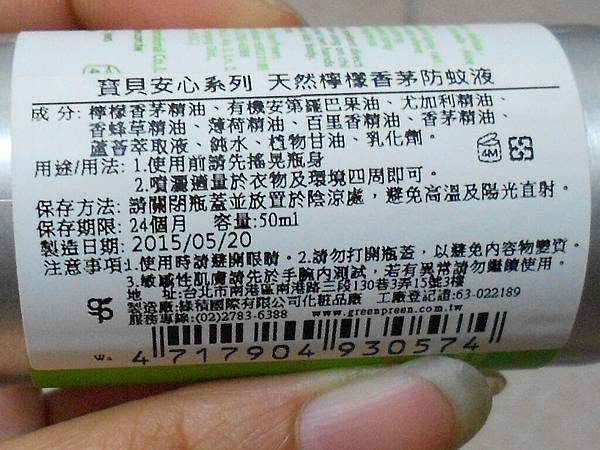 寶貝安心系列 天然檸檬香茅防蚊液
成 分: 檸檬香茅精油、有機安第羅巴果油、尤加利精油、
香蜂草精油、薄荷精油、百里香精油、香茅精油、
蘆薈萃取液、純水、植物甘油、乳化劑。
4M
用途/用法: 1.使用前請先搖晃瓶身
2.噴灑適量於衣物及環境四周即可。
保存方法: 請關閉瓶蓋並放置於陰涼處，避免高溫及陽光直射。
保存期限: 24個月 容量:50ml
製造日期: 2015/05/20
注意事項:1.使用時請避開眼睛。2.請勿打開瓶蓋，以避免內容物變質。
3.敏感性肌膚請先於手腕內測試，若有異常請勿繼續使用。
地 址:台北市南港區南港路三段130巷3弄15號3樓
製造廠:綠積國際有限公司化粧品廠 工廠登記證:63-022189
服務專線:(02)2783-6388 www.greenpreen.com.tw
4 717904 930574